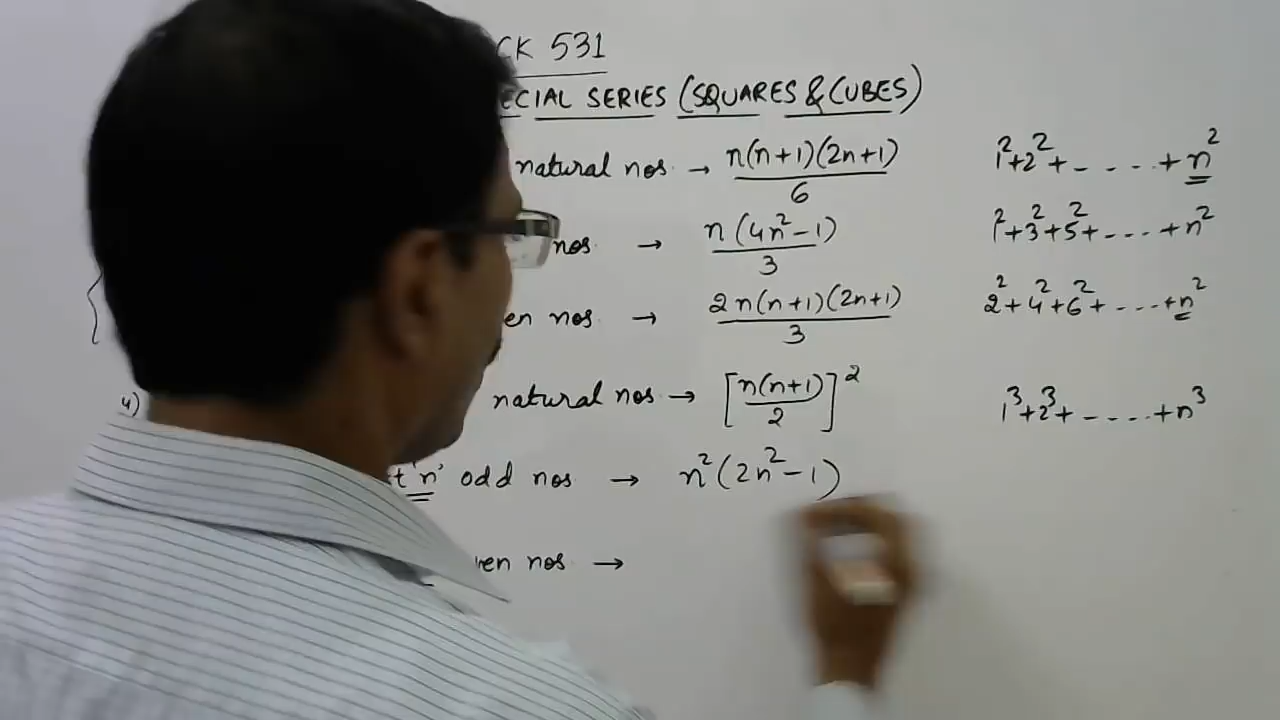 CK 531
ECIAL SERIES (SQUARES & CUBES)
natural nos. → n(n+1)(2n+1)/6 1²+2²+ - - - - +n²
nos → n(4n²-1)/3 1²+3²+5²+ - - - - +n²
en nos → 2n(n+1)(2n+1)/3 2²+4²+6²+ - - - - +n²
4) natural nos → [n(n+1)/2]² 1³+2³+ - - - - +n³
t 'n' odd nos → n²(2n²-1)
en nos →